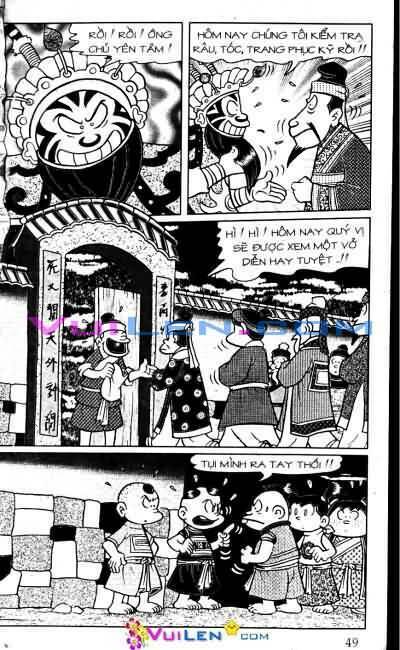 RỒI! RỒI! ÔNG
CHỦ YÊN TÂM!
HÔM NAY CHÚNG TÔI KIỂM TRA
RÂU, TÓC, TRANG PHỤC KỸ RỒI!!
HÌ! HÌ! HÔM NAY QUÝ VỊ
SẼ ĐƯỢC XEM MỘT VỞ
DIỄN HAY TUYỆT..!!
VUILEN.COM
TỤI MÌNH RA TAY THÔI!
VUILEN.COM
49